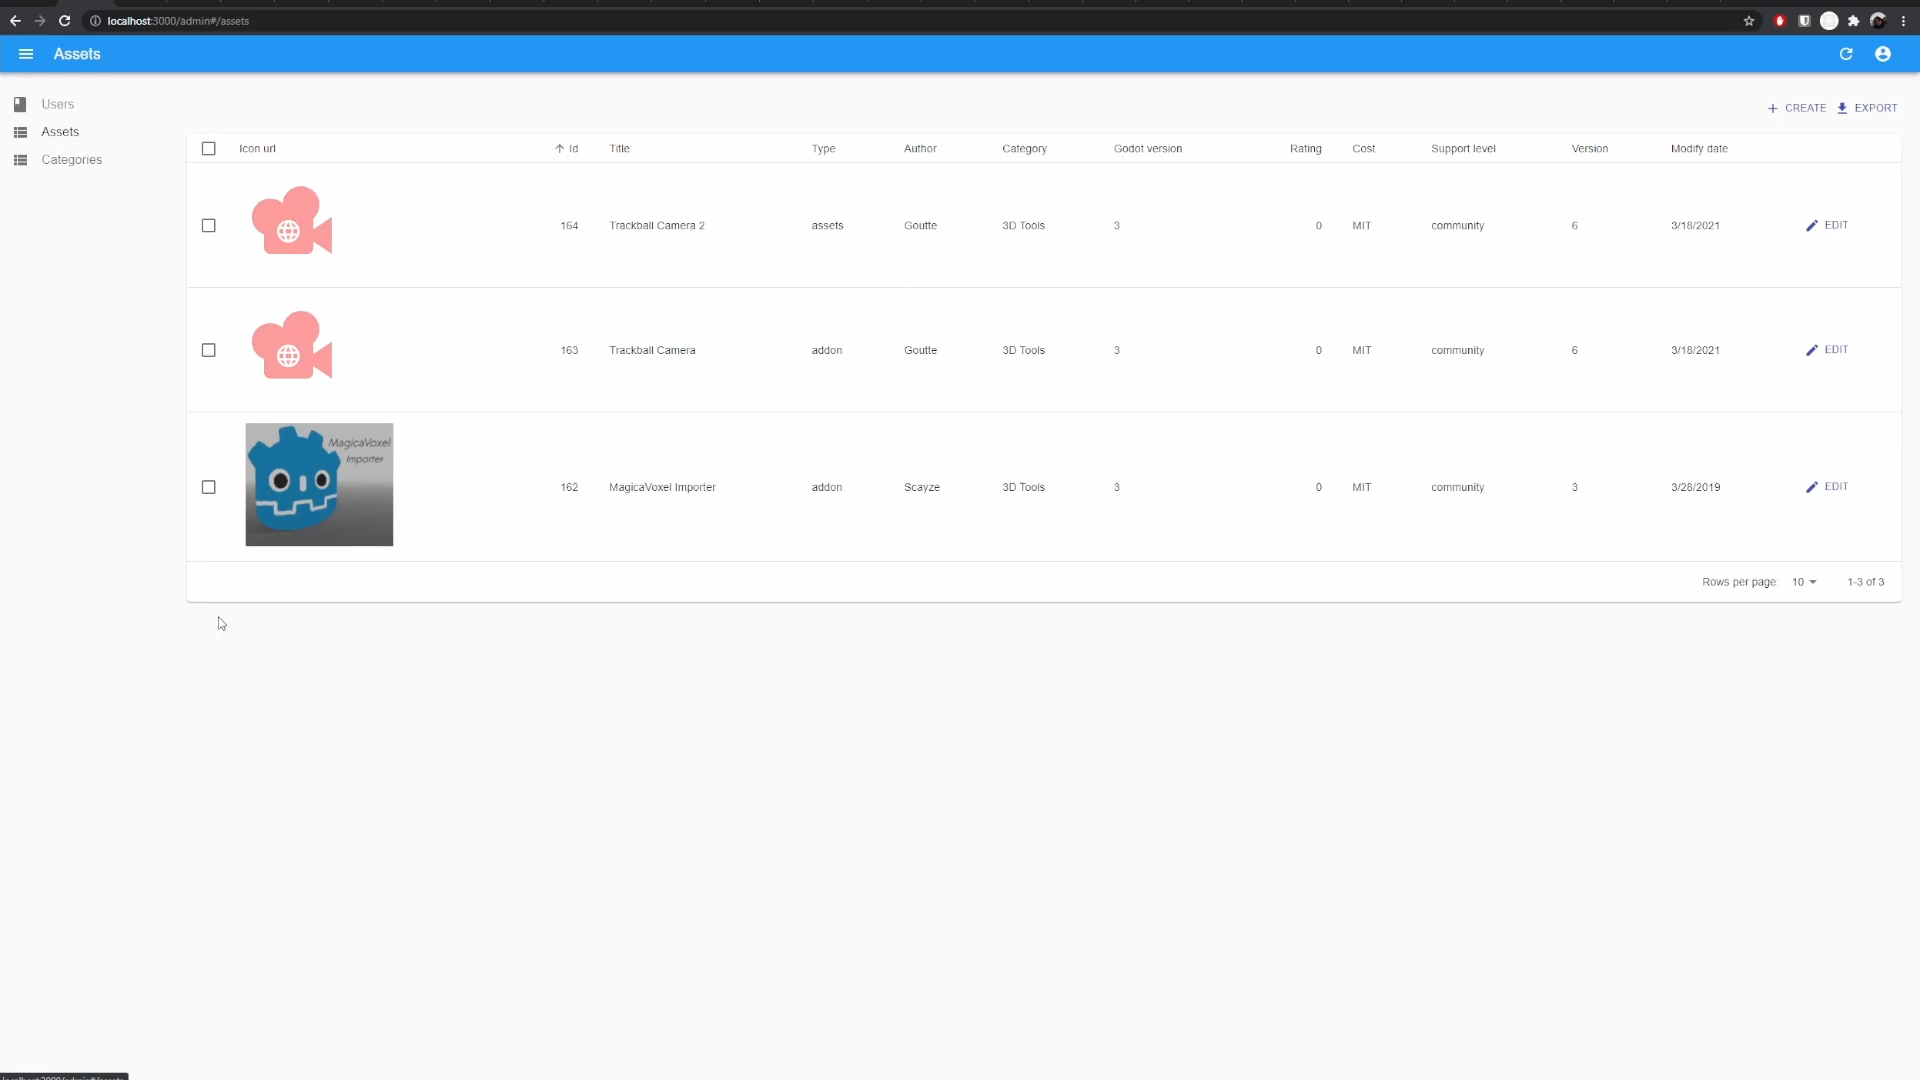 localhost:3000/admin#/assets
Assets
Users
Assets
Categories
CREATE EXPORT
Icon url Id Title Type Author Category Godot version Rating Cost Support level Version Modify date
164 Trackball Camera 2 assets Goutte 3D Tools 3 0 MIT community 6 3/18/2021 EDIT
163 Trackball Camera addon Goutte 3D Tools 3 0 MIT community 6 3/18/2021 EDIT
MagicaVoxel
Importer
162 MagicaVoxel Importer addon Scayze 3D Tools 3 0 MIT community 3 3/28/2019 EDIT
Rows per page: 10 1-3 of 3